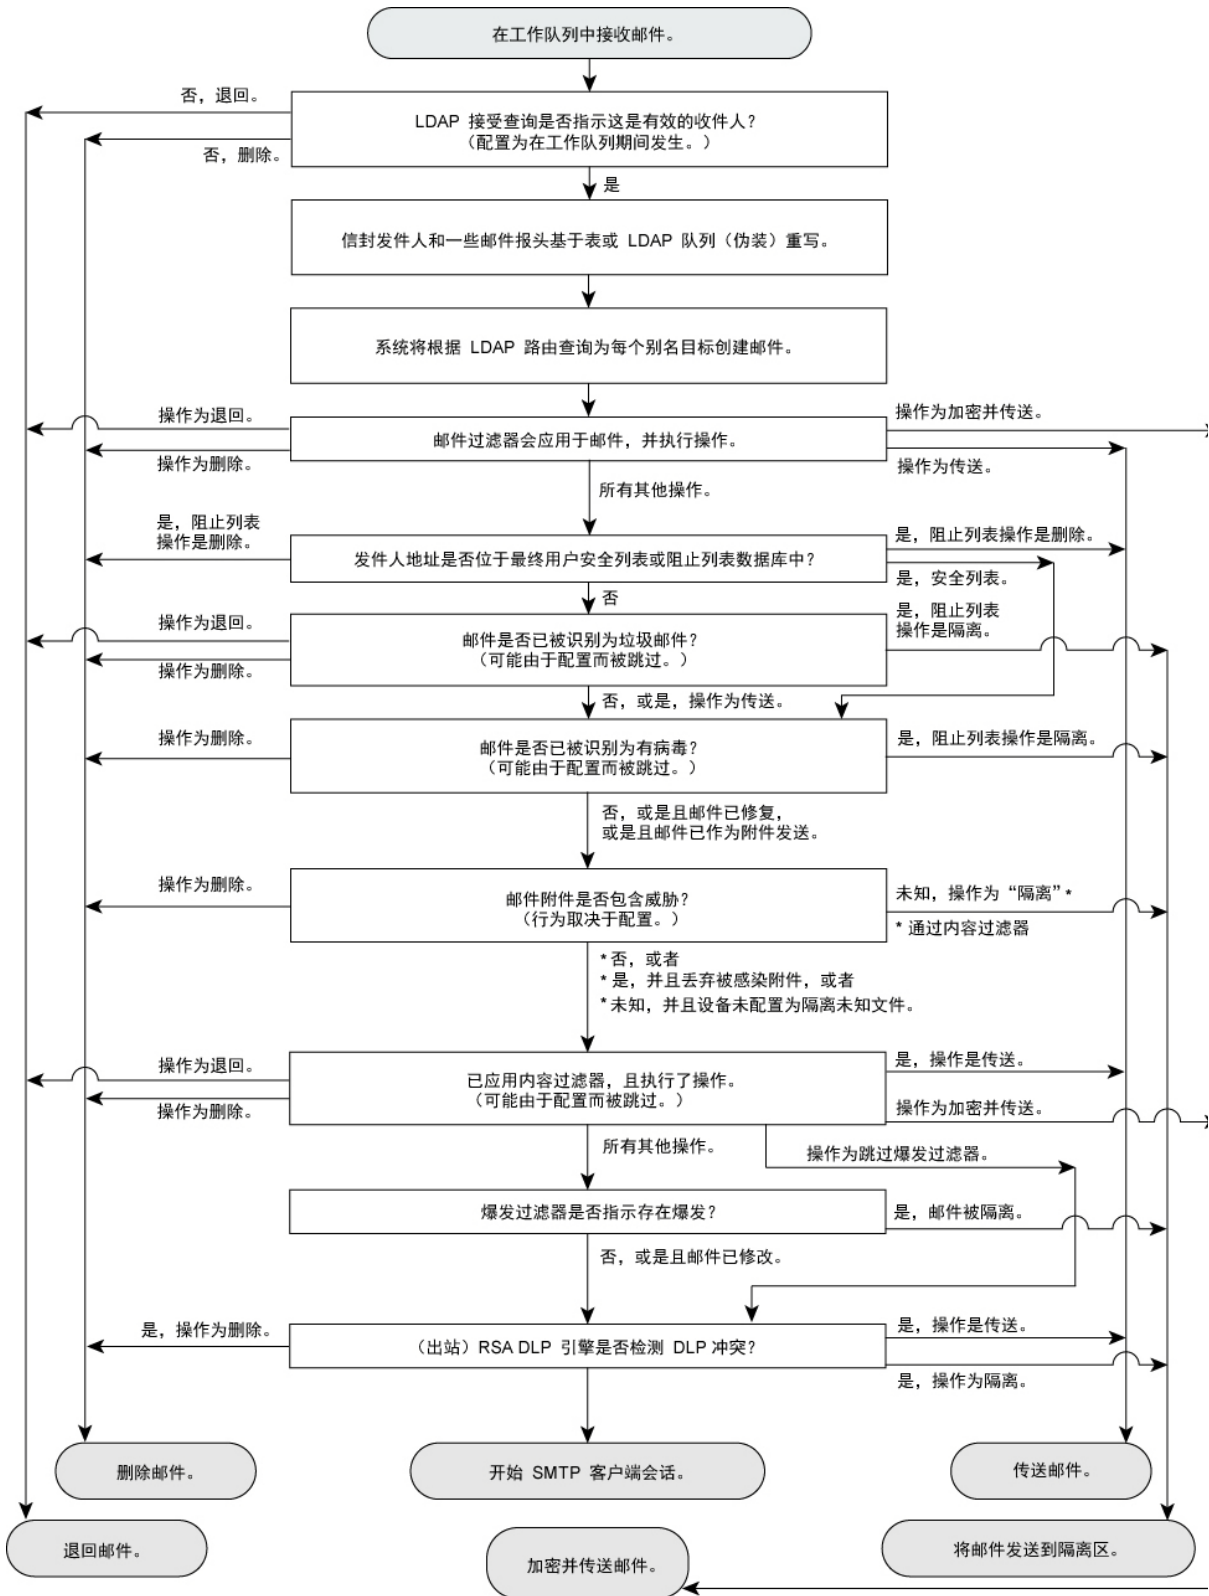 在工作队列中接收邮件。
否，退回。
LDAP 接受查询是否指示这是有效的收件人？
（配置为在工作队列期间发生。）
否，删除。
是
信封发件人和一些邮件报头基于表或 LDAP 队列（伪装）重写。
系统将根据 LDAP 路由查询为每个别名目标创建邮件。
操作为退回。
操作为加密并传送。
邮件过滤器会应用于邮件，并执行操作。
操作为删除。
操作为传送。
所有其他操作。
是，阻止列表
操作是删除。
是，阻止列表操作是删除。
发件人地址是否位于最终用户安全列表或阻止列表数据库中？
是，安全列表。
否
是，阻止列表
操作是隔离。
操作为退回。
邮件是否已被识别为垃圾邮件？
（可能由于配置而被跳过。）
操作为删除。
否，或是，操作为传送。
操作为删除。
邮件是否已被识别为有病毒？
（可能由于配置而被跳过。）
是，阻止列表操作是隔离。
否，或是且邮件已修复，
或是且邮件已作为附件发送。
操作为删除。
邮件附件是否包含威胁？
（行为取决于配置。）
未知，操作为“隔离”*
* 通过内容过滤器
* 否，或者
* 是，并且丢弃被感染附件，或者
* 未知，并且设备未配置为隔离未知文件。
操作为退回。
是，操作是传送。
已应用内容过滤器，且执行了操作。
（可能由于配置而被跳过。）
操作为删除。
操作为加密并传送。
所有其他操作。
操作为跳过爆发过滤器。
爆发过滤器是否指示存在爆发？
是，邮件被隔离。
否，或是且邮件已修改。
是，操作为删除。
是，操作是传送。
（出站）RSA DLP 引擎是否检测 DLP 冲突？
是，操作为隔离。
删除邮件。
开始 SMTP 客户端会话。
传送邮件。
退回邮件。
加密并传送邮件。
将邮件发送到隔离区。